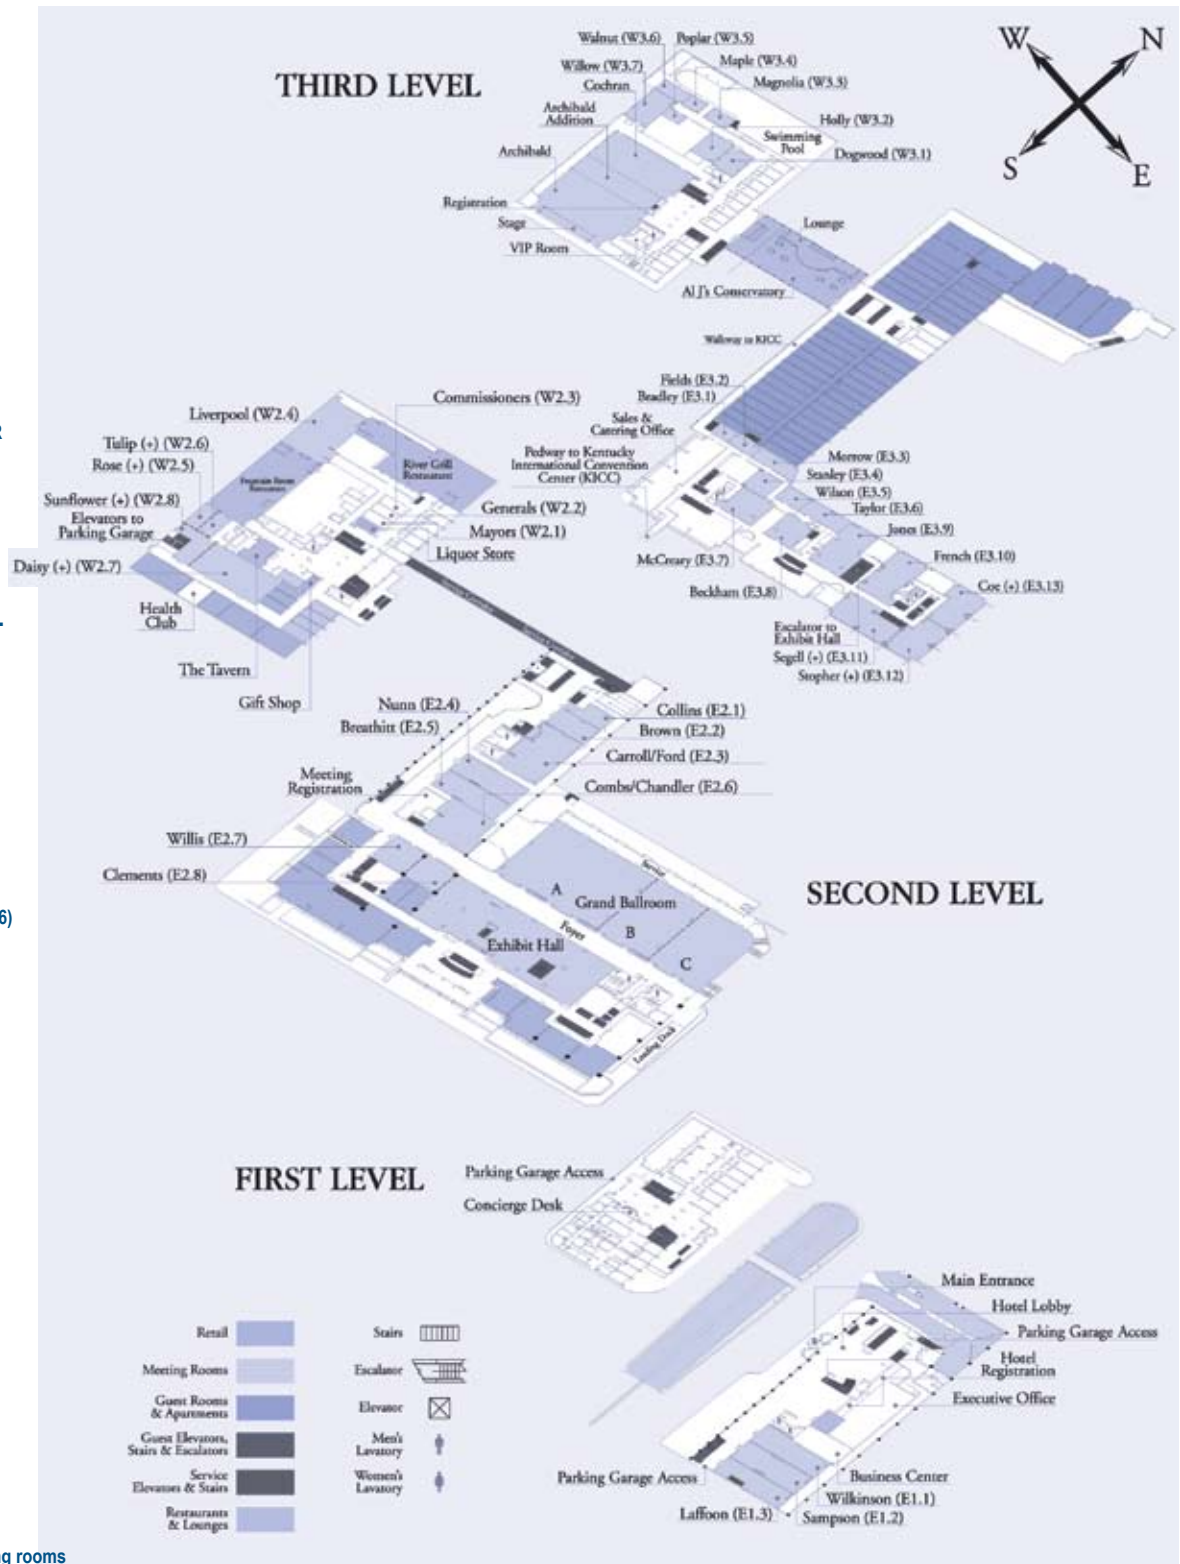 W
N
S
E
THIRD LEVEL
Walnut (W3.6)
Poplar (W3.5)
Maple (W3.4)
Willow (W3.7)
Magnolia (W3.3)
Cochran
Archibald
Addition
Holly (W3.2)
Swimming
Pool
Archibald
Dogwood (W3.1)
Registration
Stage
Lounge
VIP Room
Al J's Conservatory
Walkway to KICC
Fields (E3.2)
Bradley (E3.1)
Sales &
Catering Office
Pedway to Kentucky
International Convention
Center (KICC)
Morrow (E3.3)
Stanley (E3.4)
Wilson (E3.5)
Taylor (E3.6)
Jones (E3.9)
French (E3.10)
Coe (+) (E3.13)
McCreary (E3.7)
Beckham (E3.8)
Escalator to
Exhibit Hall
Segell (+) (E3.11)
Stopher (+) (E3.12)
R
Commissioners (W2.3)
Liverpool (W2.4)
Tulip (+) (W2.6)
Rose (+) (W2.5)
River Grill
Restaurant
Sunflower (+) (W2.8)
Elevators to
Parking Garage
Generals (W2.2)
Mayors (W2.1)
Liquor Store
Daisy (+) (W2.7)
Health
Club
.
The Tavern
Gift Shop
Service Corridor
Service Corridor
Nunn (E2.4)
Breathitt (E2.5)
Collins (E2.1)
Brown (E2.2)
Carroll/Ford (E2.3)
Meeting
Registration
Combs/Chandler (E2.6)
Willis (E2.7)
Clements (E2.8)
Service
SECOND LEVEL
A
Grand Ballroom
B
C
Foyer
Exhibit Hall
Loading Dock
6)
FIRST LEVEL
Parking Garage Access
Concierge Desk
Main Entrance
Hotel Lobby
Parking Garage Access
Hotel
Registration
Executive Office
Parking Garage Access
Business Center
Wilkinson (E1.1)
Laffoon (E1.3)
Sampson (E1.2)
Retail
Stairs
Meeting Rooms
Escalator
Guest Rooms
& Apartments
Elevator
Guest Elevators,
Stairs & Escalators
Men's
Lavatory
Service
Elevators & Stairs
Women's
Lavatory
Restaurants
& Lounges
ng rooms